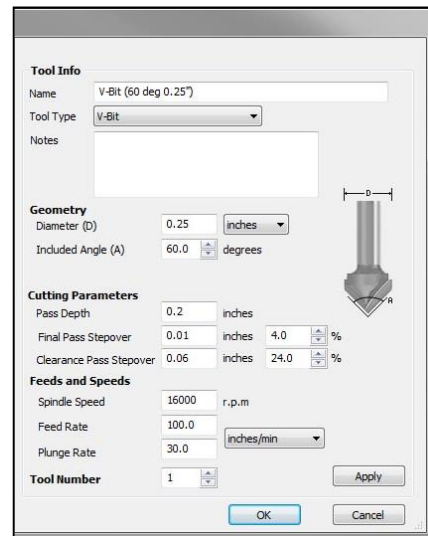 Tool Info
Name V-Bit (60 deg 0.25")
Tool Type V-Bit
Notes
D
Geometry
Diameter (D) 0.25 inches
Included Angle (A) 60.0 degrees
A
Cutting Parameters
Pass Depth 0.2 inches
Final Pass Stepover 0.01 inches 4.0 %
Clearance Pass Stepover 0.06 inches 24.0 %
Feeds and Speeds
Spindle Speed 16000 r.p.m
Feed Rate 100.0
inches/min
Plunge Rate 30.0
Tool Number 1 Apply
OK Cancel